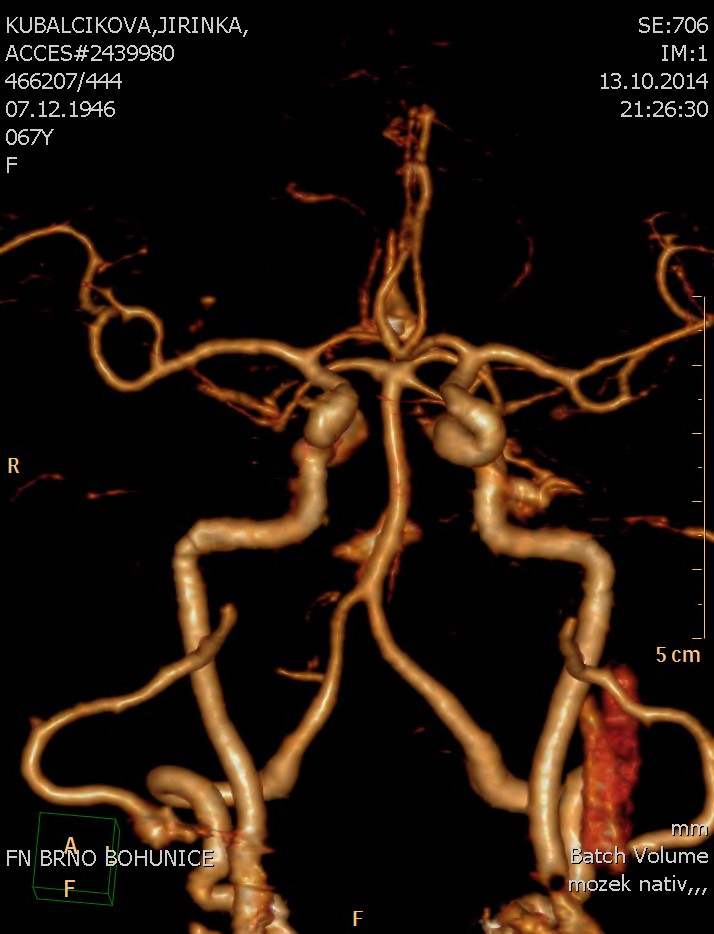 KUBALCIKOVA,JIRINKA,
ACCES#2439980
466207/444
07.12.1946
067Y
F
SE:706
IM:1
13.10.2014
21:26:30
R
5 cm
A
F
FN BRNO BOHUNICE
F
mm
Batch Volume
mozek nativ,,,